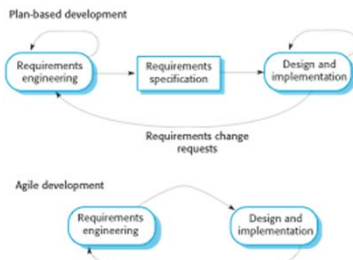 Plan-based development
Requirements
engineering
Requirements
specification
Design and
implementation
Requirements change
requests
Agile development
Requirements
engineering
Design and
implementation